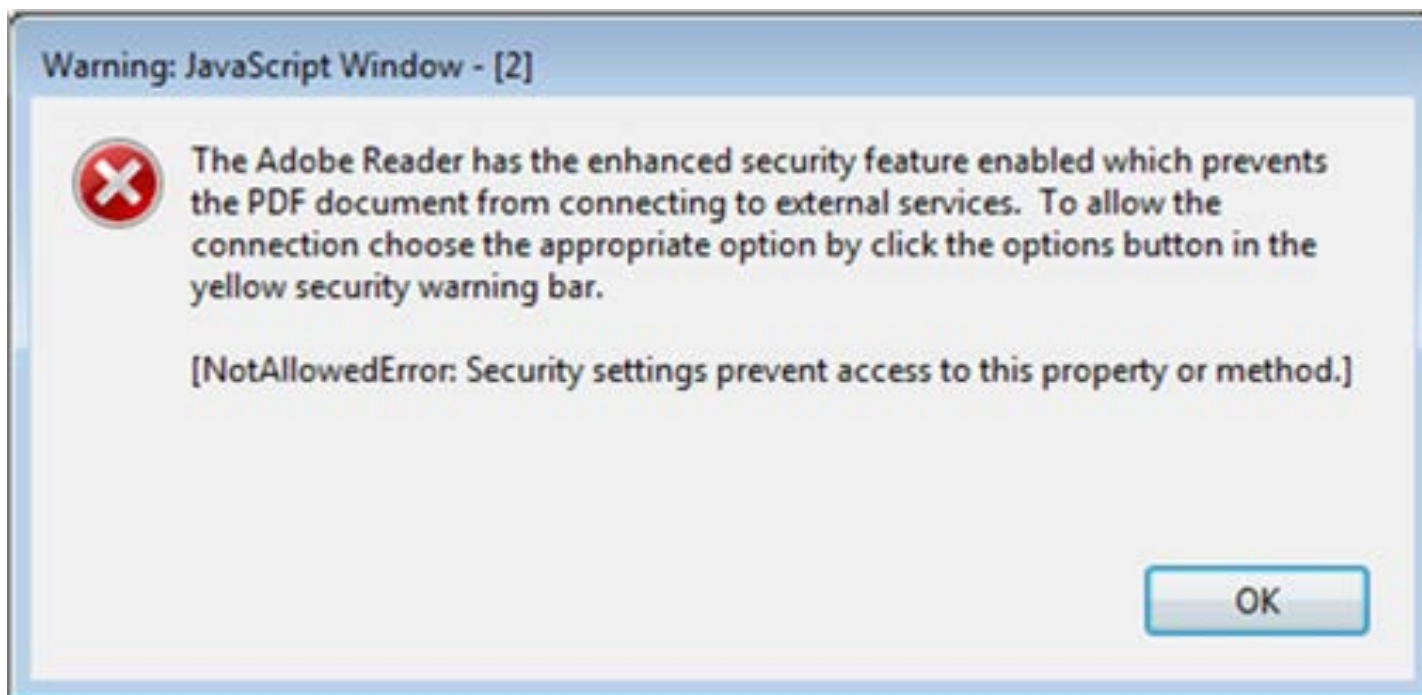 Warning: JavaScript Window - [2]
The Adobe Reader has the enhanced security feature enabled which prevents
the PDF document from connecting to external services.  To allow the
connection choose the appropriate option by click the options button in the
yellow security warning bar.
[NotAllowedError: Security settings prevent access to this property or method.]
OK